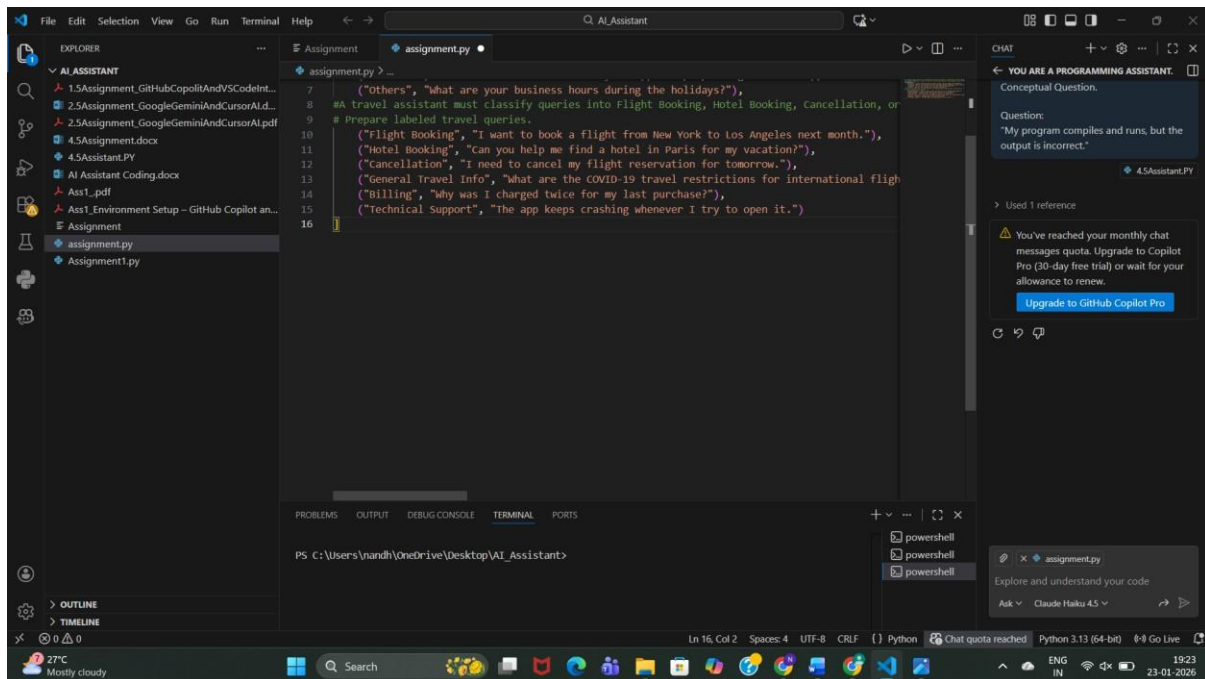 File Edit Selection View Go Run Terminal Help
AI_Assistant
EXPLORER
AI_ASSISTANT
1.5Assignment_GitHubCopolitAndVSCodeInt...
2.5Assignment_GoogleGeminiAndCursorAI.d...
2.5Assignment_GoogleGeminiAndCursorAI.pdf
4.5Assignment.docx
4.5Assistant.PY
AI Assistant Coding.docx
Ass1_.pdf
Ass1_Environment Setup – GitHub Copilot an...
Assignment
assignment.py
Assignment1.py
OUTLINE
TIMELINE
Assignment
assignment.py
assignment.py > ...
7 ("Others", "What are your business hours during the holidays?"),
8 #A travel assistant must classify queries into Flight Booking, Hotel Booking, Cancellation, or
9 # Prepare labeled travel queries.
10 ("Flight Booking", "I want to book a flight from New York to Los Angeles next month."),
11 ("Hotel Booking", "Can you help me find a hotel in Paris for my vacation?"),
12 ("Cancellation", "I need to cancel my flight reservation for tomorrow."),
13 ("General Travel Info", "What are the COVID-19 travel restrictions for international fligh
14 ("Billing", "Why was I charged twice for my last purchase?"),
15 ("Technical Support", "The app keeps crashing whenever I try to open it.")
16 ]
PROBLEMS OUTPUT DEBUG CONSOLE TERMINAL PORTS
PS C:\Users\nandh\OneDrive\Desktop\AI_Assistant>
powershell
powershell
powershell
CHAT
YOU ARE A PROGRAMMING ASSISTANT.
Conceptual Question.
Question:
"My program compiles and runs, but the
output is incorrect."
4.5Assistant.PY
Used 1 reference
You've reached your monthly chat
messages quota. Upgrade to Copilot
Pro (30-day free trial) or wait for your
allowance to renew.
Upgrade to GitHub Copilot Pro
assignment.py
Explore and understand your code
Ask Claude Haiku 4.5
0 0 Ln 16, Col 2 Spaces: 4 UTF-8 CRLF {} Python Chat quota reached Python 3.13 (64-bit) Go Live
27°C
Mostly cloudy
Search
ENG
IN
19:23
23-01-2026